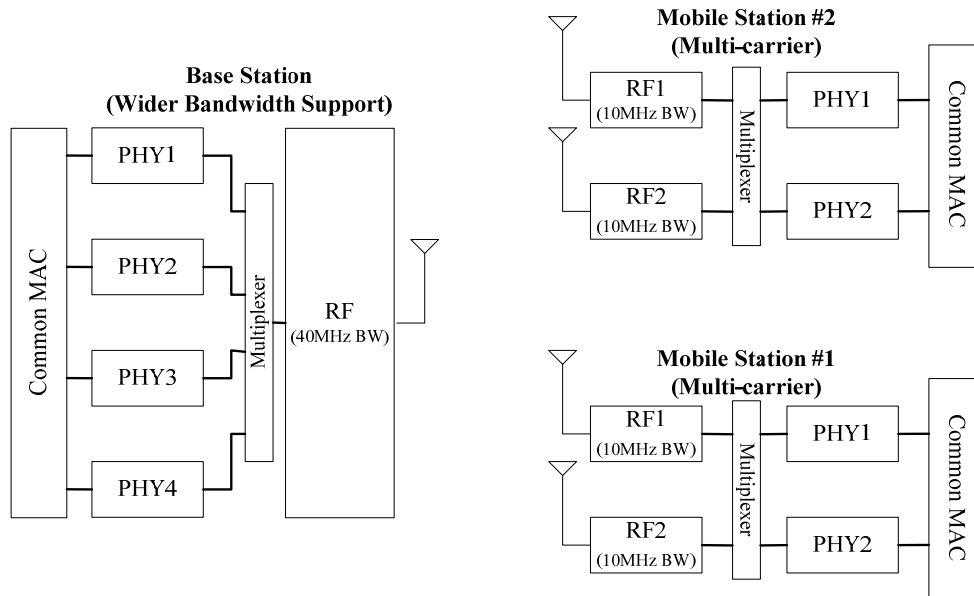 Base Station
(Wider Bandwidth Support)
Common MAC
PHY1
PHY2
PHY3
PHY4
Multiplexer
RF
(40MHz BW)
Mobile Station #2
(Multi-carrier)
RF1
(10MHz BW)
RF2
(10MHz BW)
Multiplexer
PHY1
PHY2
Common MAC
Mobile Station #1
(Multi-carrier)
RF1
(10MHz BW)
RF2
(10MHz BW)
Multiplexer
PHY1
PHY2
Common MAC